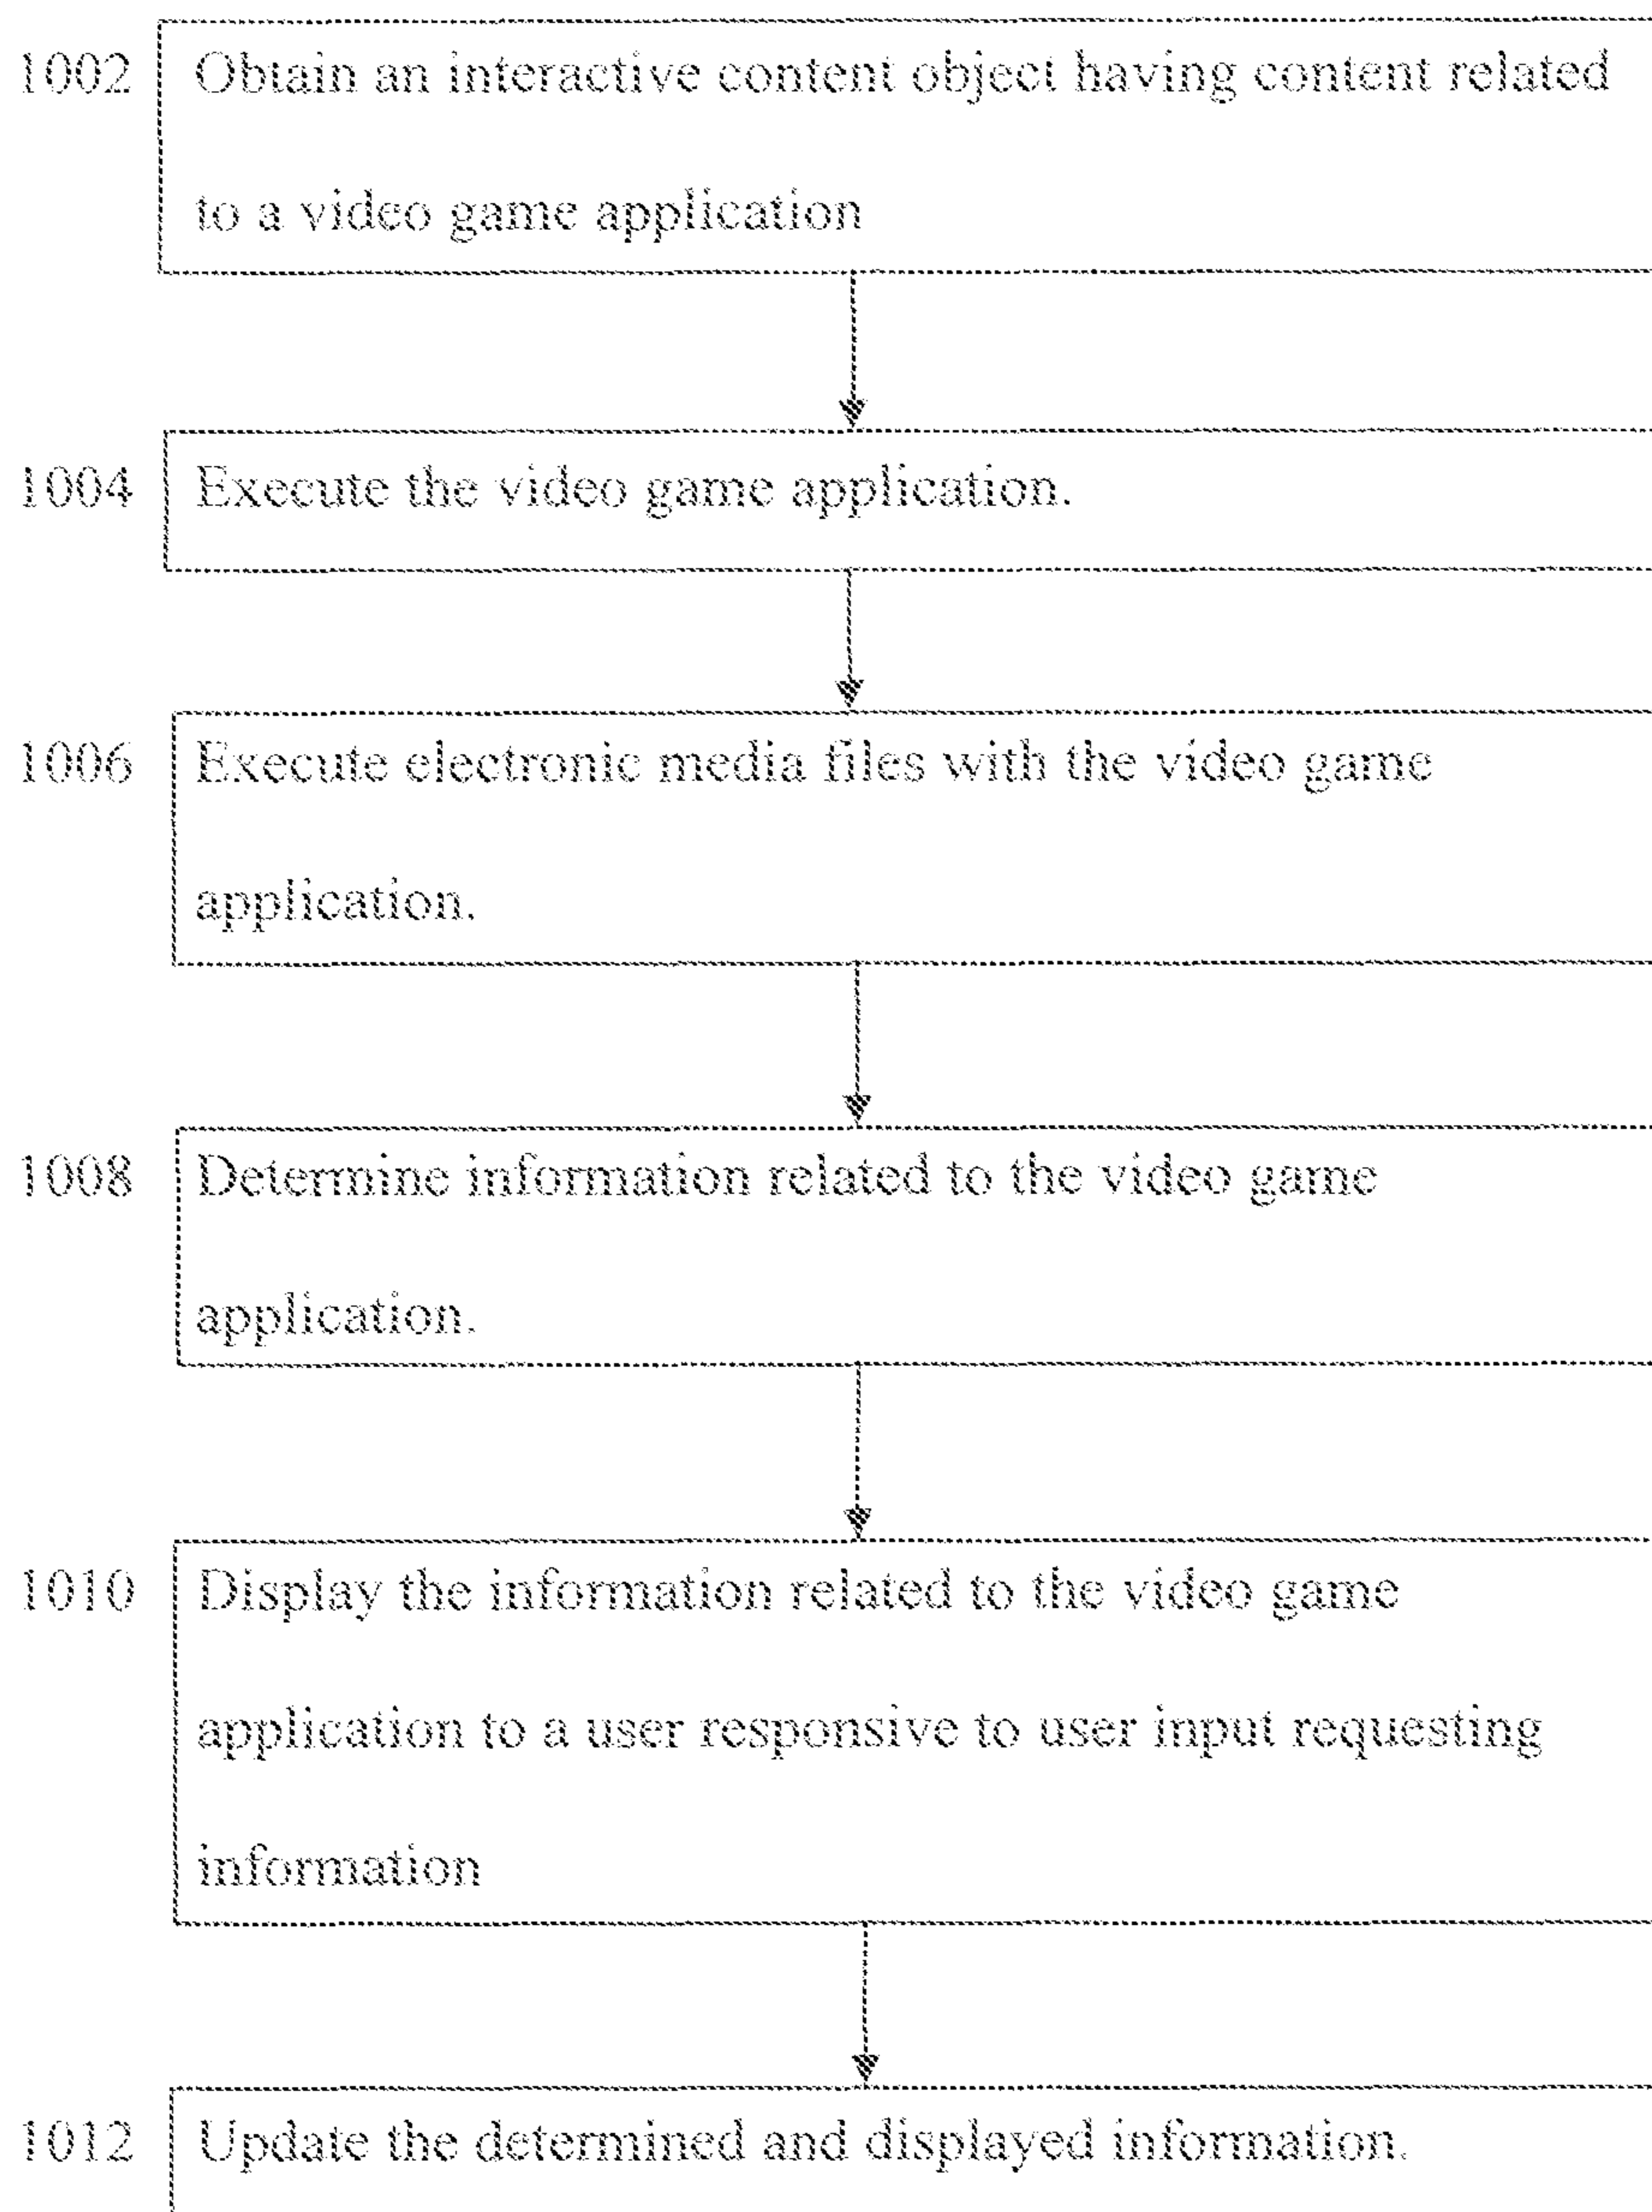 1002 Obtain an interactive content object having content related
to a video game application
1004 Execute the video game application.
1006 Execute electronic media files with the video game
application.
1008 Determine information related to the video game
application.
1010 Display the information related to the video game
application to a user responsive to user input requesting
information
1012 Update the determined and displayed information.